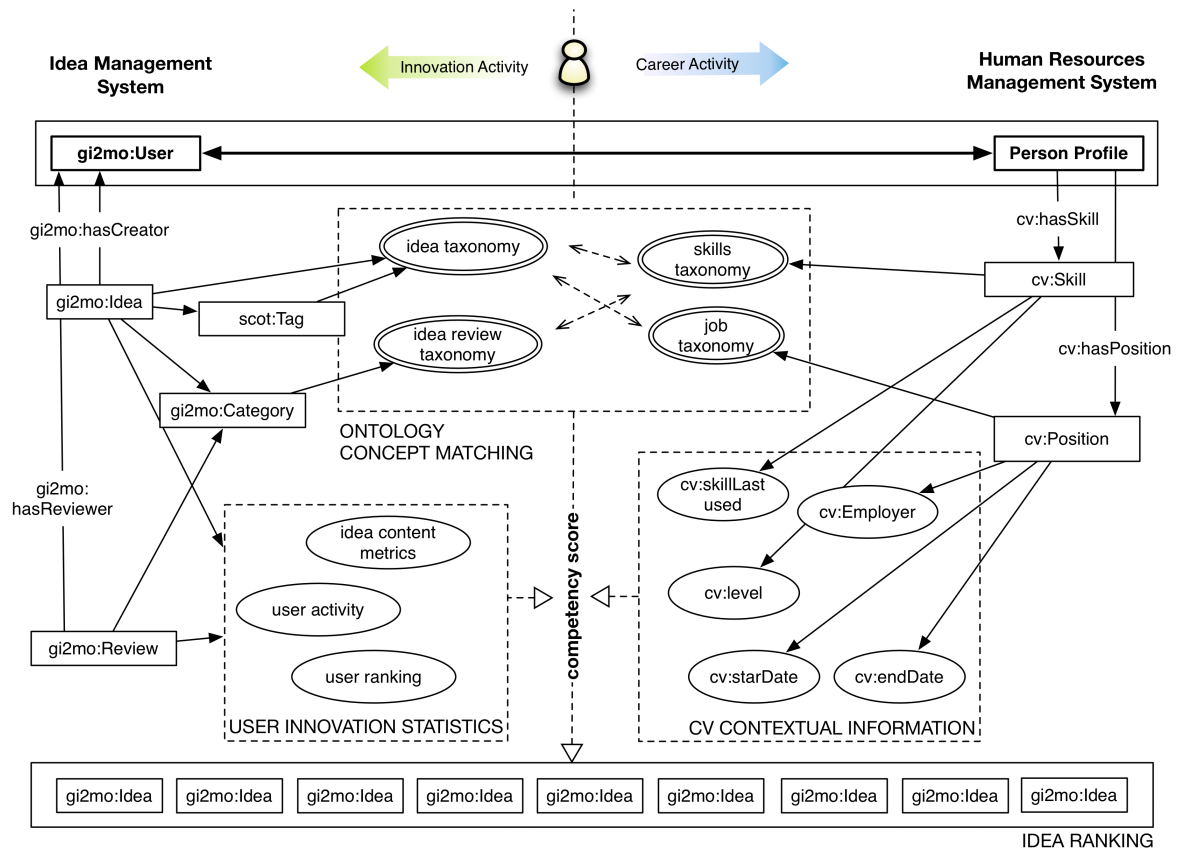 Idea Management
System
Innovation Activity
Career Activity
Human Resources
Management System
gi2mo:User
Person Profile
gi2mo:hasCreator
cv:hasSkill
idea taxonomy
skills
taxonomy
gi2mo:Idea
scot:Tag
cv:Skill
idea review
taxonomy
job
taxonomy
cv:hasPosition
gi2mo:Category
ONTOLOGY
CONCEPT MATCHING
cv:Position
gi2mo:
hasReviewer
cv:skillLast
used
cv:Employer
idea content
metrics
competency score
cv:level
user activity
gi2mo:Review
user ranking
cv:starDate
cv:endDate
USER INNOVATION STATISTICS
CV CONTEXTUAL INFORMATION
gi2mo:Idea
gi2mo:Idea
gi2mo:Idea
gi2mo:Idea
gi2mo:Idea
gi2mo:Idea
gi2mo:Idea
gi2mo:Idea
gi2mo:Idea
IDEA RANKING